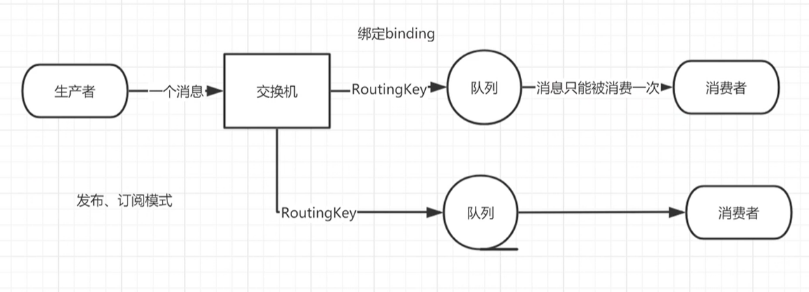 绑定binding
生产者
一个消息
交换机
RoutingKey
队列
消息只能被消费一次
消费者
发布、订阅模式
RoutingKey
队列
消费者